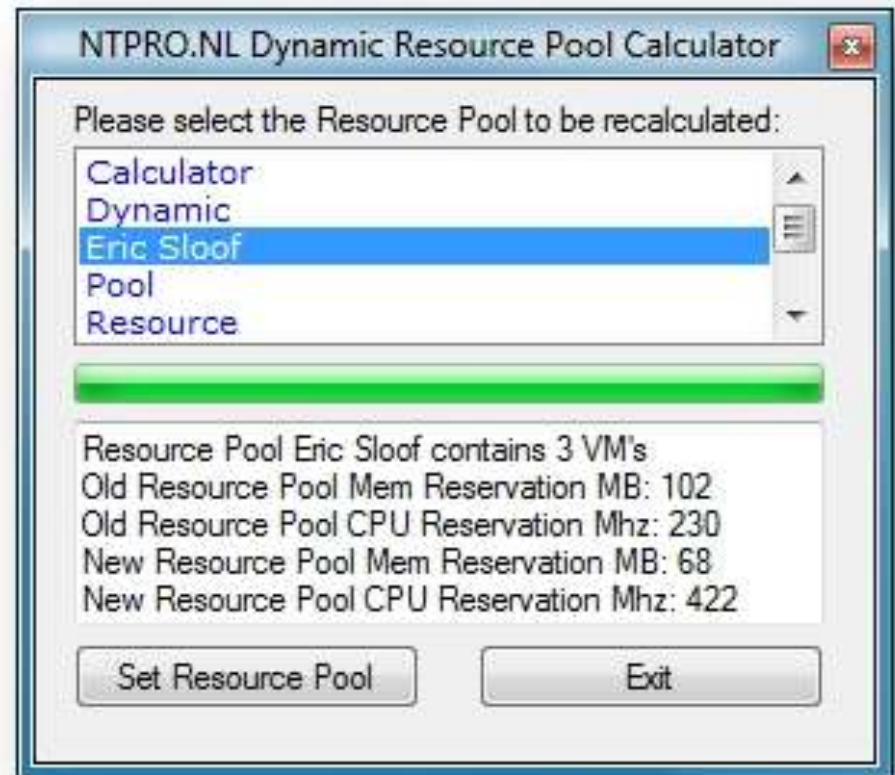 NTPRO.NL Dynamic Resource Pool Calculator
Please select the Resource Pool to be recalculated:
Calculator
Dynamic
Eric Sloof
Pool
Resource
Resource Pool Eric Sloof contains 3 VM's
Old Resource Pool Mem Reservation MB: 102
Old Resource Pool CPU Reservation Mhz: 230
New Resource Pool Mem Reservation MB: 68
New Resource Pool CPU Reservation Mhz: 422
Set Resource Pool
Exit